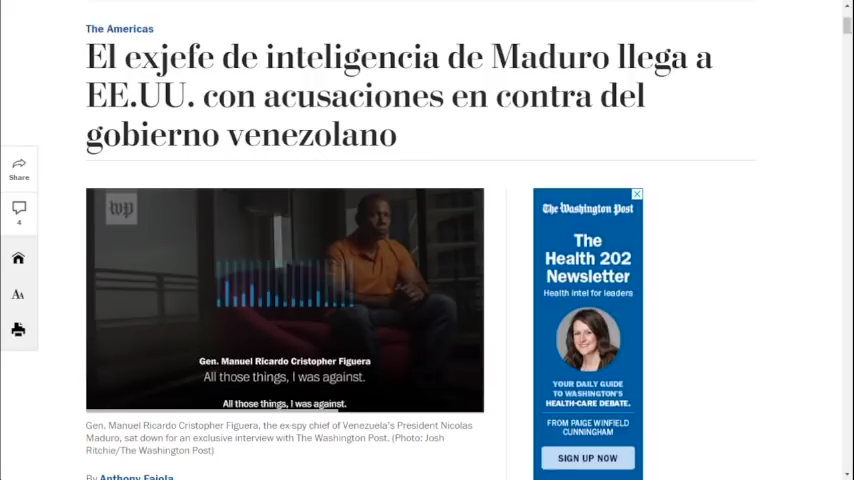 The Americas
El exjefe de inteligencia de Maduro llega a
EE.UU. con acusaciones en contra del
gobierno venezolano
Share
4
AA
wp
Gen. Manuel Ricardo Cristopher Figuera
All those things, I was against.
All those things, I was against.
Gen. Manuel Ricardo Cristopher Figuera, the ex-spy chief of Venezuela's President Nicolas
Maduro, sat down for an exclusive interview with The Washington Post. (Photo: Josh
Ritchie/The Washington Post)
By Anthony Faiola
The Washington Post
The
Health 202
Newsletter
Health intel for leaders
YOUR DAILY GUIDE
TO WASHINGTON'S
HEALTH-CARE DEBATE.
FROM PAIGE WINFIELD
CUNNINGHAM
SIGN UP NOW